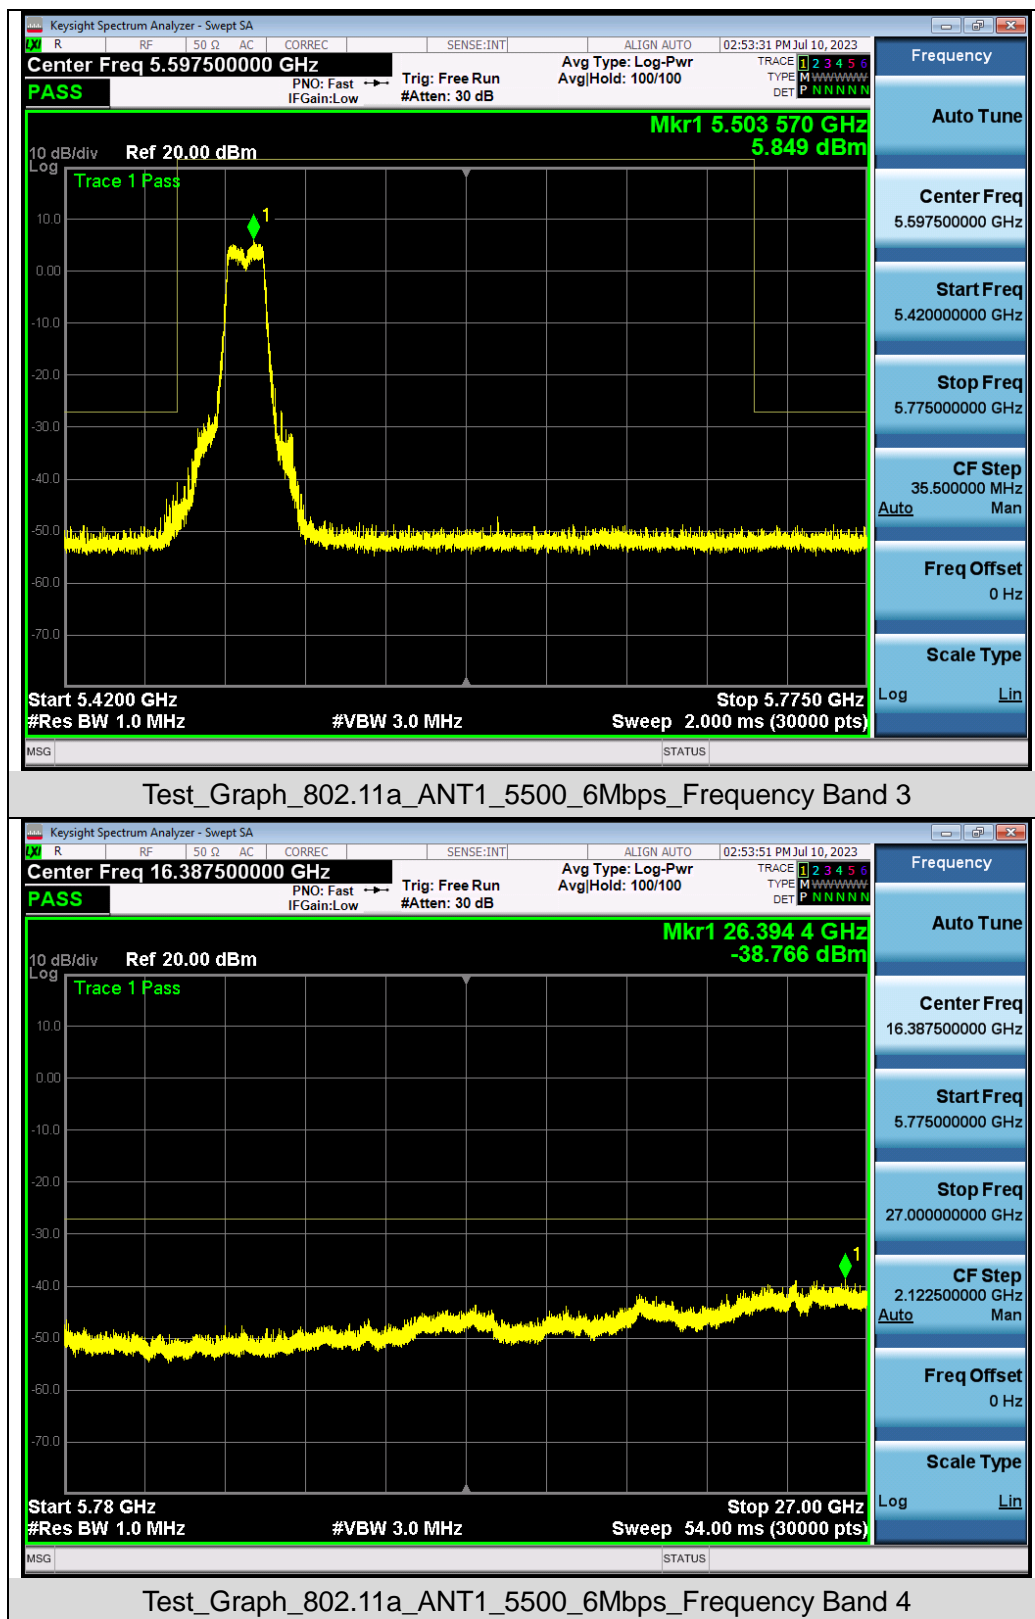 Keysight Spectrum Analyzer - Swept SA
LXI R RF 50 Ω AC CORREC SENSE:INT ALIGN AUTO 02:53:31 PM Jul 10, 2023
Center Freq 5.597500000 GHz
PASS
PNO: Fast
IFGain:Low
Trig: Free Run
#Atten: 30 dB
Avg Type: Log-Pwr
Avg|Hold: 100/100
TRACE 1 2 3 4 5 6
TYPE M WWWWW
DET P N N N N N
Mkr1 5.503 570 GHz
5.849 dBm
10 dB/div Ref 20.00 dBm
Log
Trace 1 Pass
1
10.0
0.00
-10.0
-20.0
-30.0
-40.0
-50.0
-60.0
-70.0
Start 5.4200 GHz
Stop 5.7750 GHz
#Res BW 1.0 MHz
#VBW 3.0 MHz
Sweep 2.000 ms (30000 pts)
MSG
STATUS
Frequency
Auto Tune
Center Freq
5.597500000 GHz
Start Freq
5.420000000 GHz
Stop Freq
5.775000000 GHz
CF Step
35.500000 MHz
Auto Man
Freq Offset
0 Hz
Scale Type
Log Lin
Test_Graph_802.11a_ANT1_5500_6Mbps_Frequency Band 3
Keysight Spectrum Analyzer - Swept SA
LXI R RF 50 Ω AC CORREC SENSE:INT ALIGN AUTO 02:53:51 PM Jul 10, 2023
Center Freq 16.387500000 GHz
PASS
PNO: Fast
IFGain:Low
Trig: Free Run
#Atten: 30 dB
Avg Type: Log-Pwr
Avg|Hold: 100/100
TRACE 1 2 3 4 5 6
TYPE M WWWWW
DET P N N N N N
Mkr1 26.394 4 GHz
-38.766 dBm
10 dB/div Ref 20.00 dBm
Log
Trace 1 Pass
1
10.0
0.00
-10.0
-20.0
-30.0
-40.0
-50.0
-60.0
-70.0
Start 5.78 GHz
Stop 27.00 GHz
#Res BW 1.0 MHz
#VBW 3.0 MHz
Sweep 54.00 ms (30000 pts)
MSG
STATUS
Frequency
Auto Tune
Center Freq
16.387500000 GHz
Start Freq
5.775000000 GHz
Stop Freq
27.000000000 GHz
CF Step
2.122500000 GHz
Auto Man
Freq Offset
0 Hz
Scale Type
Log Lin
Test_Graph_802.11a_ANT1_5500_6Mbps_Frequency Band 4